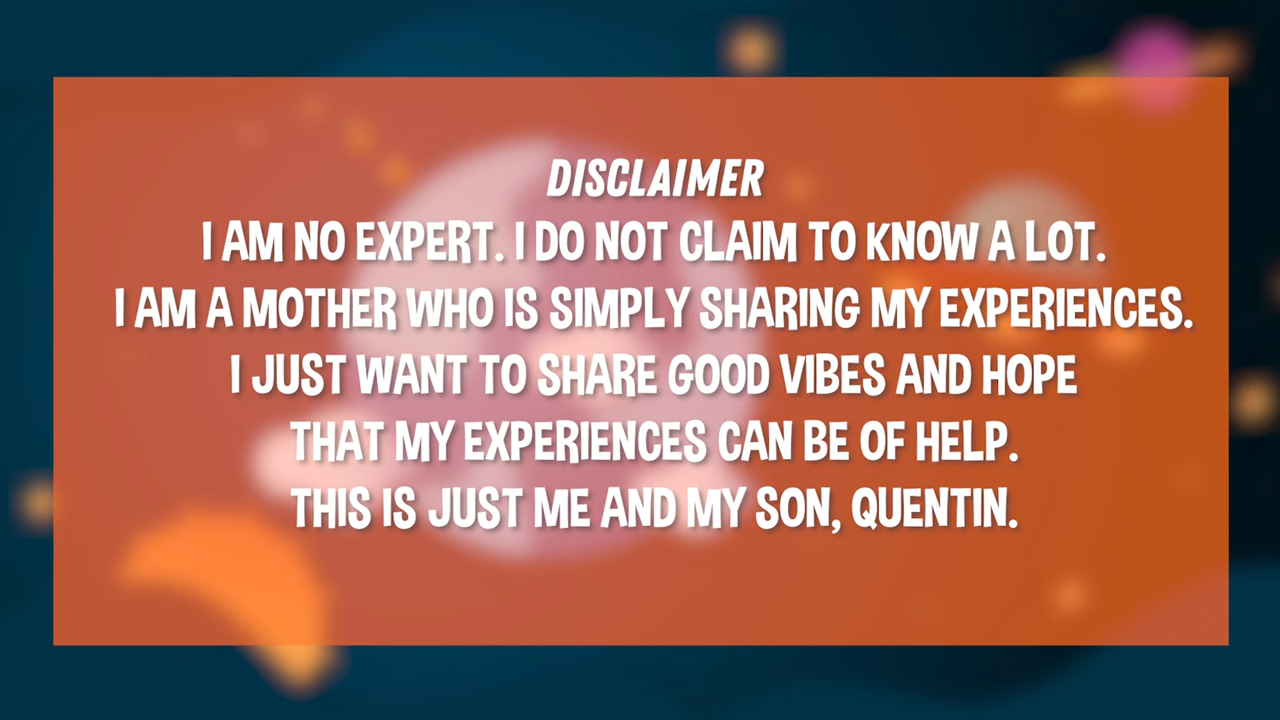 DISCLAIMER
I AM NO EXPERT. I DO NOT CLAIM TO KNOW A LOT.
I AM A MOTHER WHO IS SIMPLY SHARING MY EXPERIENCES.
I JUST WANT TO SHARE GOOD VIBES AND HOPE
THAT MY EXPERIENCES CAN BE OF HELP.
THIS IS JUST ME AND MY SON, QUENTIN.